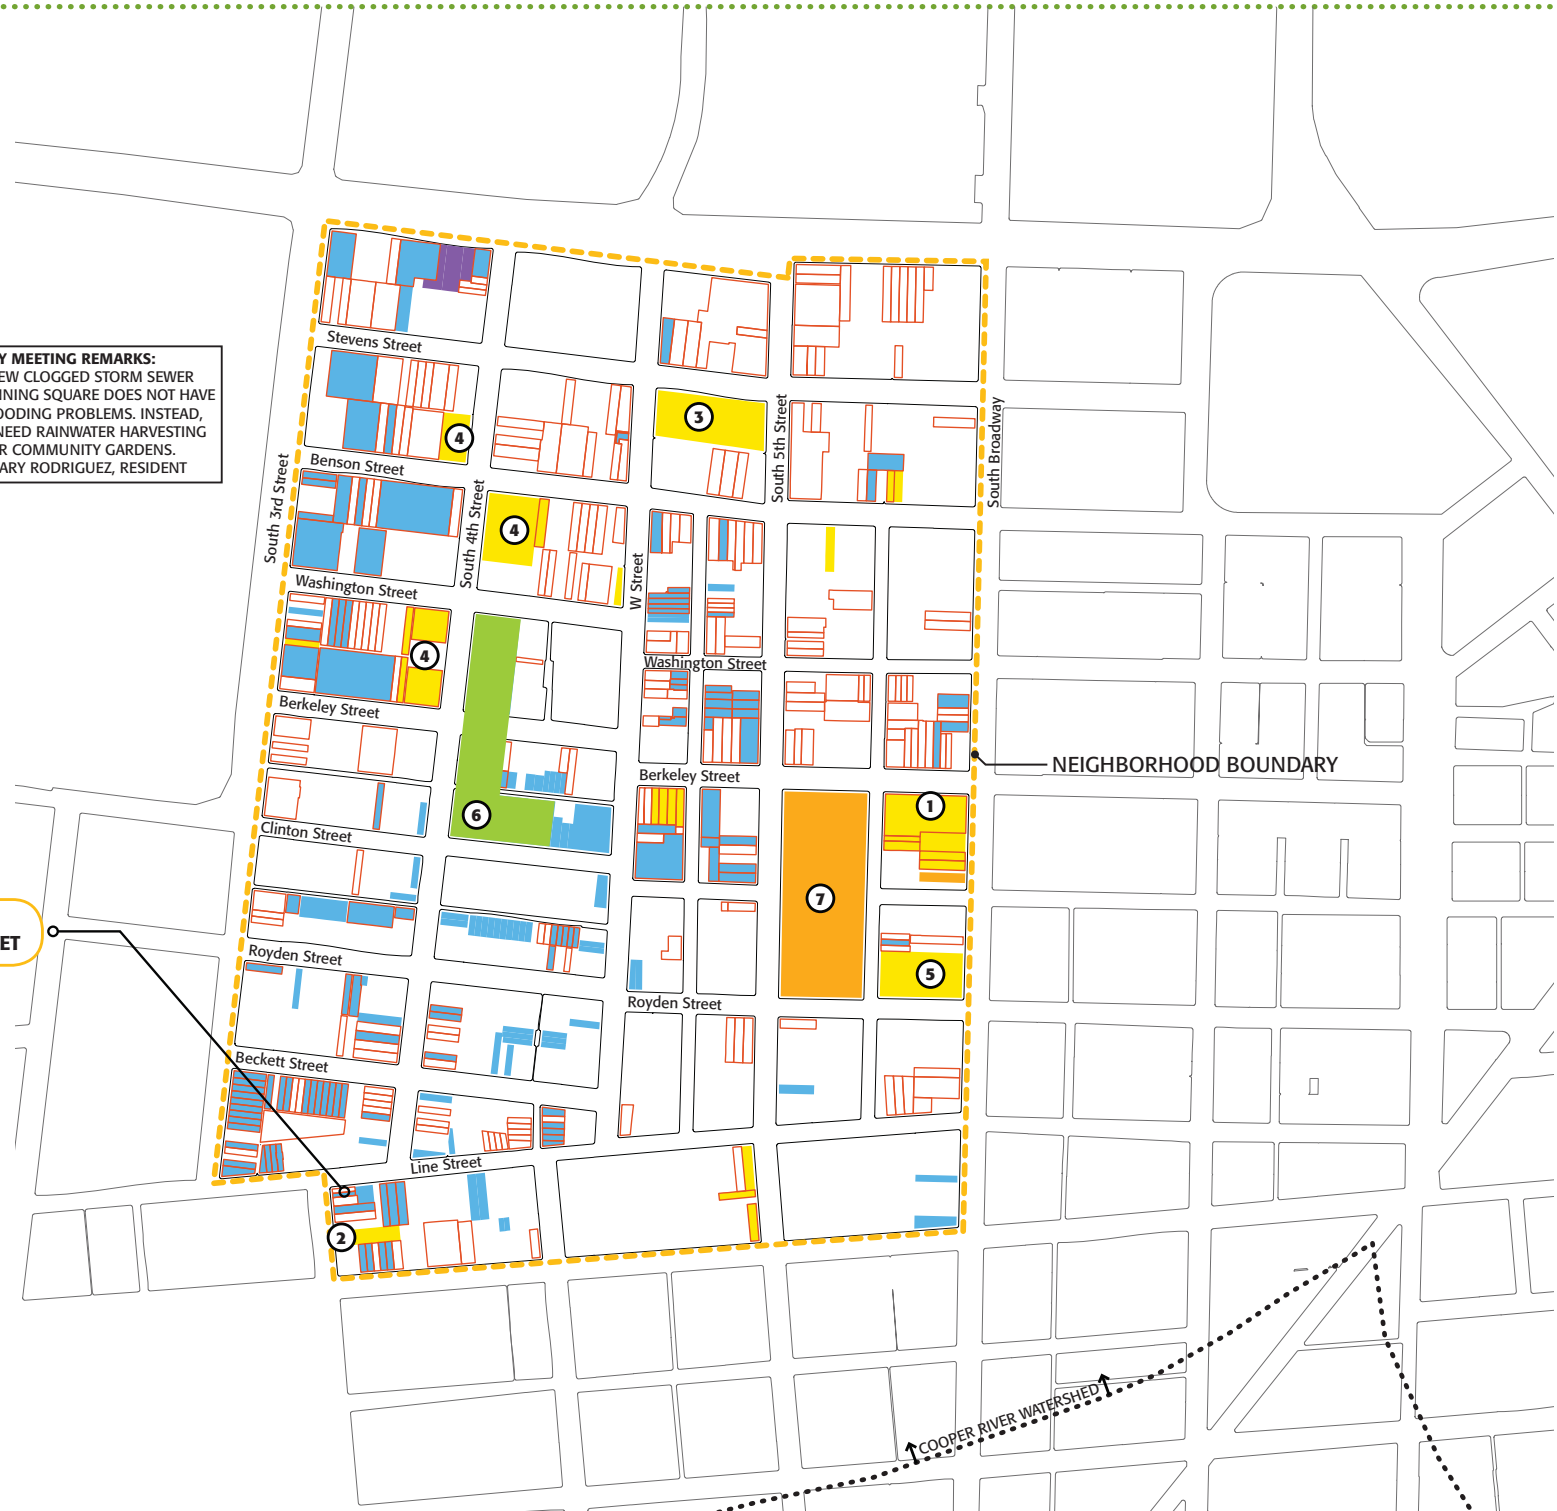 Y MEETING REMARKS:
EW CLOGGED STORM SEWER
NING SQUARE DOES NOT HAVE
OODING PROBLEMS. INSTEAD,
NEED RAINWATER HARVESTING
R COMMUNITY GARDENS.
ARY RODRIGUEZ, RESIDENT
Stevens Street
3
4
South 5th Street
South Broadway
Benson Street
South 3rd Street
South 4th Street
4
W Street
Washington Street
4
Washington Street
Berkeley Street
NEIGHBORHOOD BOUNDARY
Berkeley Street
1
6
Clinton Street
7
ET
Royden Street
5
Royden Street
Beckett Street
Line Street
2
COOPER RIVER WATERSHED